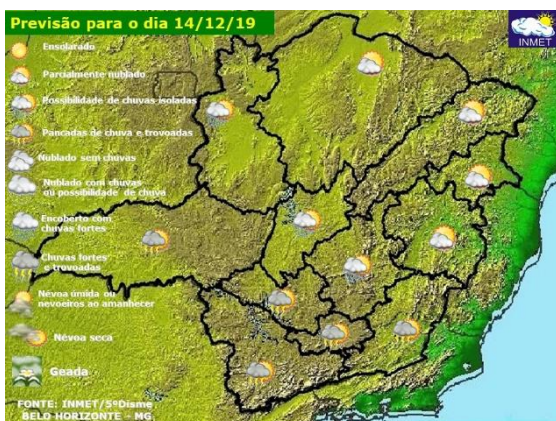 Previsão para o dia 14/12/19
INMET
Ensolarado
Parcialmente nublado
Possibilidade de chuvas isoladas
Pancadas de chuva e trovoadas
Nublado sem chuvas
Nublado com chuvas
ou possibilidade de chuva
Encoberto com
chuvas fortes
Chuvas fortes
e trovoadas
Névoa úmida ou
nevoeiros ao amanhecer
Névoa seca
Geada
FONTE: INMET/5ºDisme
BELO HORIZONTE - MG